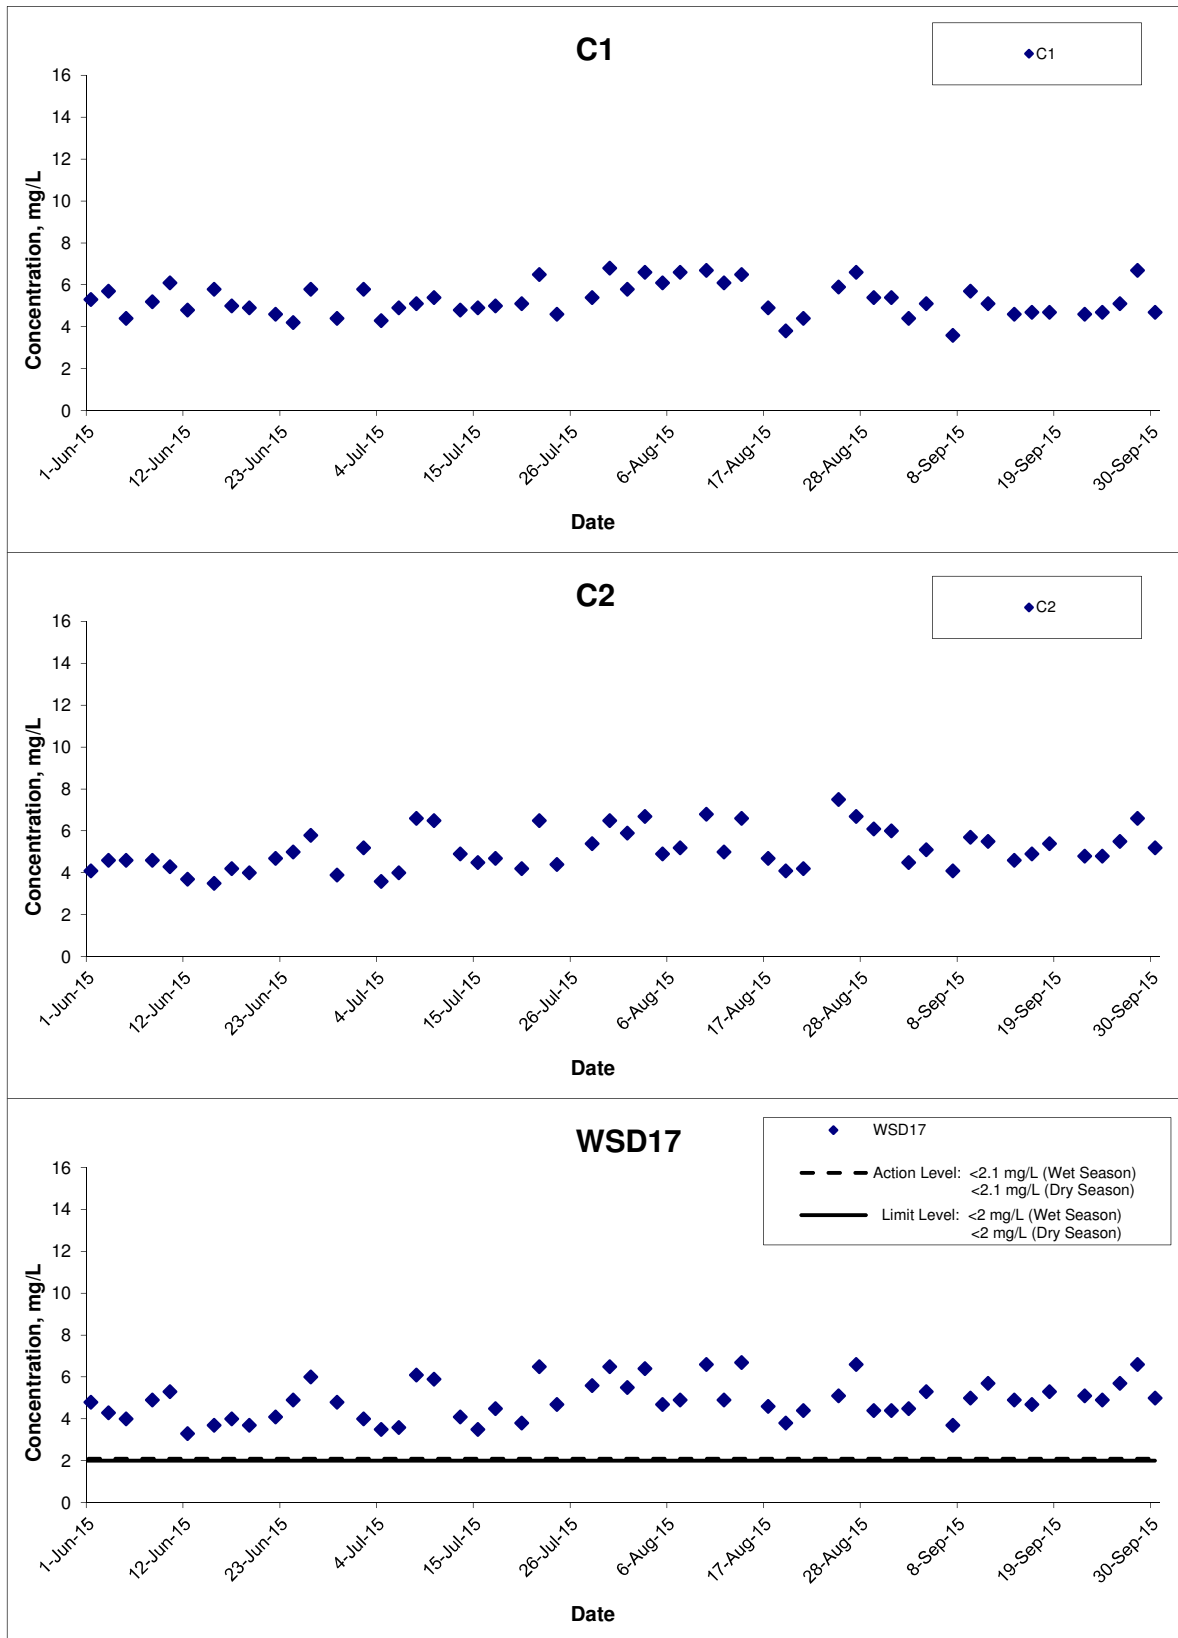 C1
C1
16
14
12
10
8
6
4
2
0
Concentration, mg/L
1-Jun-15
12-Jun-15
23-Jun-15
4-Jul-15
15-Jul-15
26-Jul-15
6-Aug-15
17-Aug-15
28-Aug-15
8-Sep-15
19-Sep-15
30-Sep-15
Date
C2
C2
16
14
12
10
8
6
4
2
0
Concentration, mg/L
1-Jun-15
12-Jun-15
23-Jun-15
4-Jul-15
15-Jul-15
26-Jul-15
6-Aug-15
17-Aug-15
28-Aug-15
8-Sep-15
19-Sep-15
30-Sep-15
Date
WSD17
WSD17
Action Level: <2.1 mg/L (Wet Season)
<2.1 mg/L (Dry Season)
Limit Level: <2 mg/L (Wet Season)
<2 mg/L (Dry Season)
16
14
12
10
8
6
4
2
0
Concentration, mg/L
1-Jun-15
12-Jun-15
23-Jun-15
4-Jul-15
15-Jul-15
26-Jul-15
6-Aug-15
17-Aug-15
28-Aug-15
8-Sep-15
19-Sep-15
30-Sep-15
Date